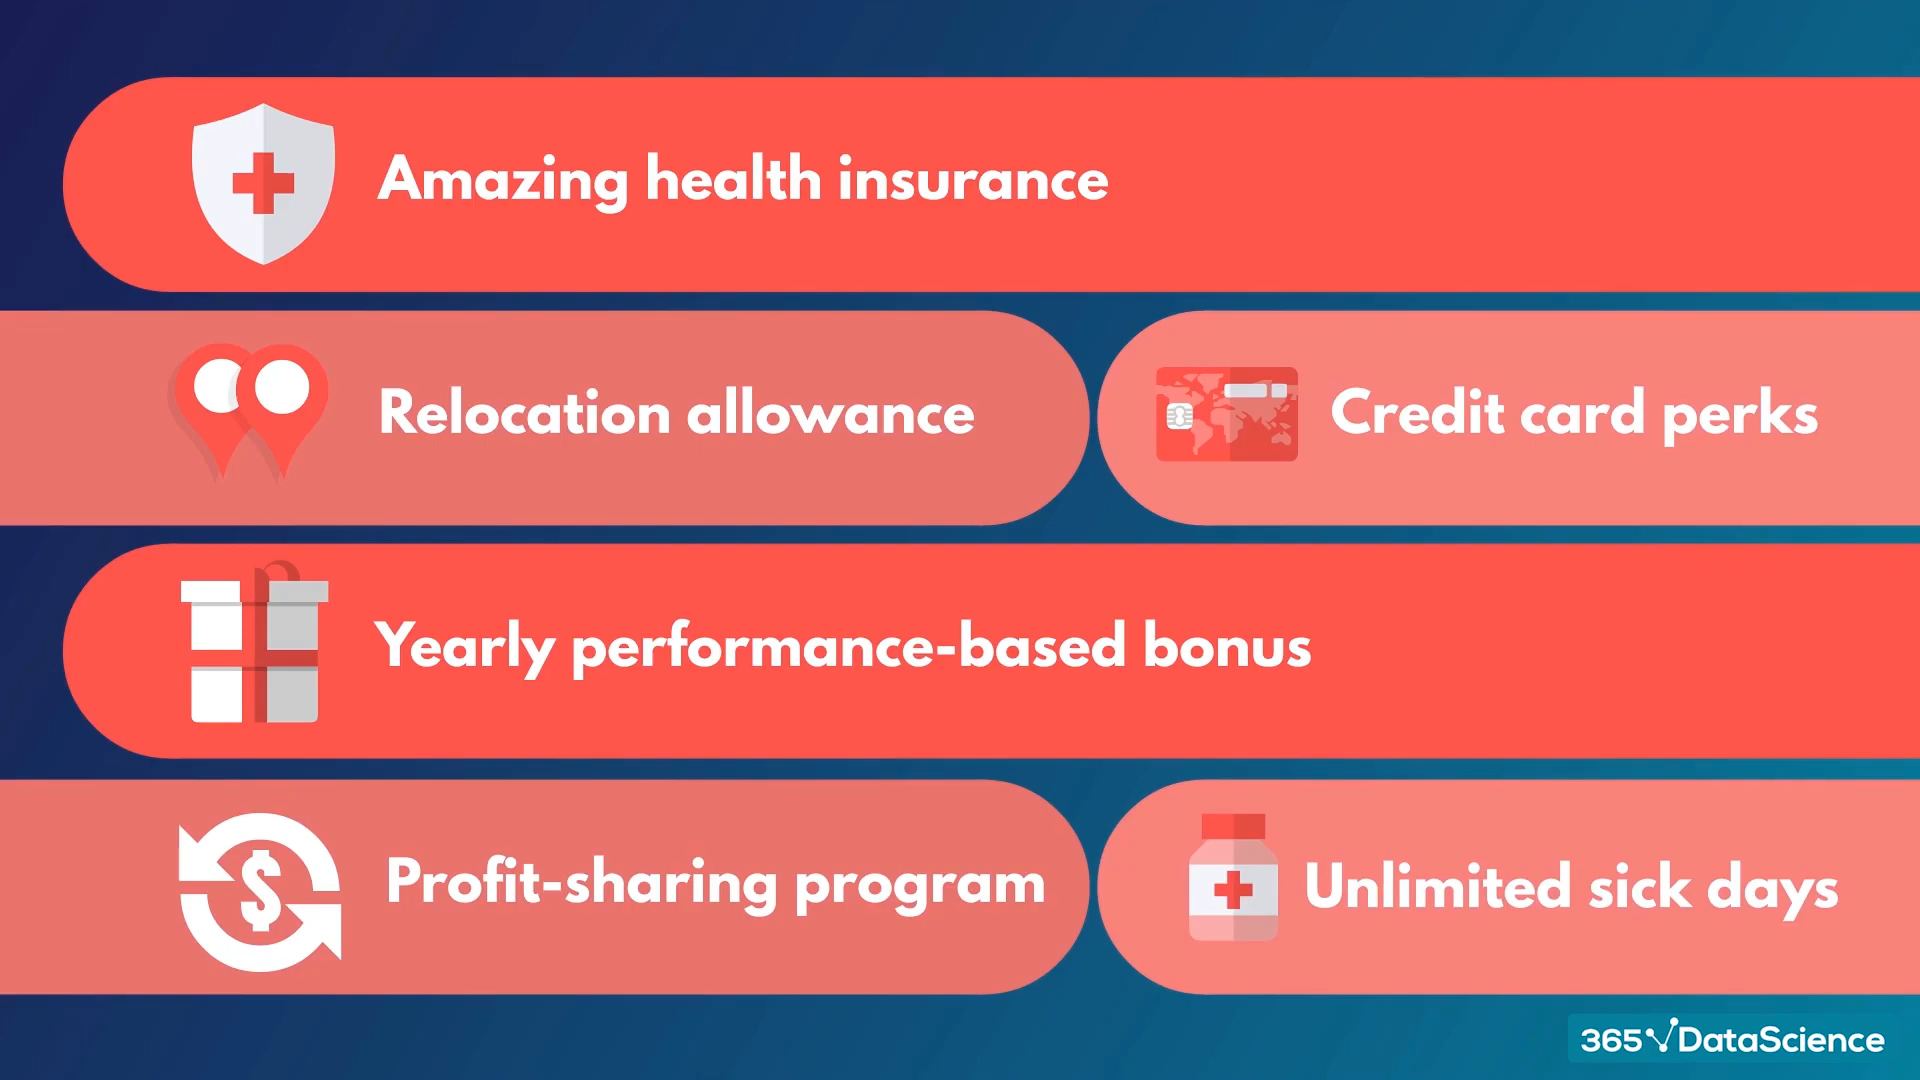 Amazing health insurance
Relocation allowance
Credit card perks
Yearly performance-based bonus
Profit-sharing program
Unlimited sick days
365 DataScience